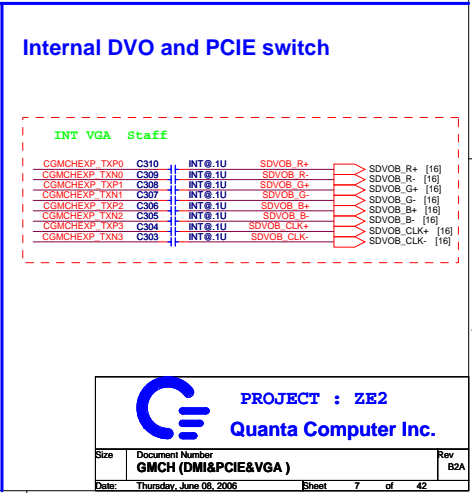 Internal DVO and PCIE switch
INT VGA Staff
CGMCHEXP_TXP0 C310 INT@.1U SDVOB_R+ SDVOB_R+ [16]
CGMCHEXP_TXN0 C309 INT@.1U SDVOB_R- SDVOB_R- [16]
CGMCHEXP_TXP1 C308 INT@.1U SDVOB_G+ SDVOB_G+ [16]
CGMCHEXP_TXN1 C307 INT@.1U SDVOB_G- SDVOB_G- [16]
CGMCHEXP_TXP2 C306 INT@.1U SDVOB_B+ SDVOB_B+ [16]
CGMCHEXP_TXN2 C305 INT@.1U SDVOB_B- SDVOB_B- [16]
CGMCHEXP_TXP3 C304 INT@.1U SDVOB_CLK+ SDVOB_CLK+ [16]
CGMCHEXP_TXN3 C303 INT@.1U SDVOB_CLK- SDVOB_CLK- [16]
PROJECT : ZE2
Quanta Computer Inc.
Size Document Number Rev
GMCH (DMI&PCIE&VGA ) B2A
Date: Thursday, June 08, 2006 Sheet 7 of 42